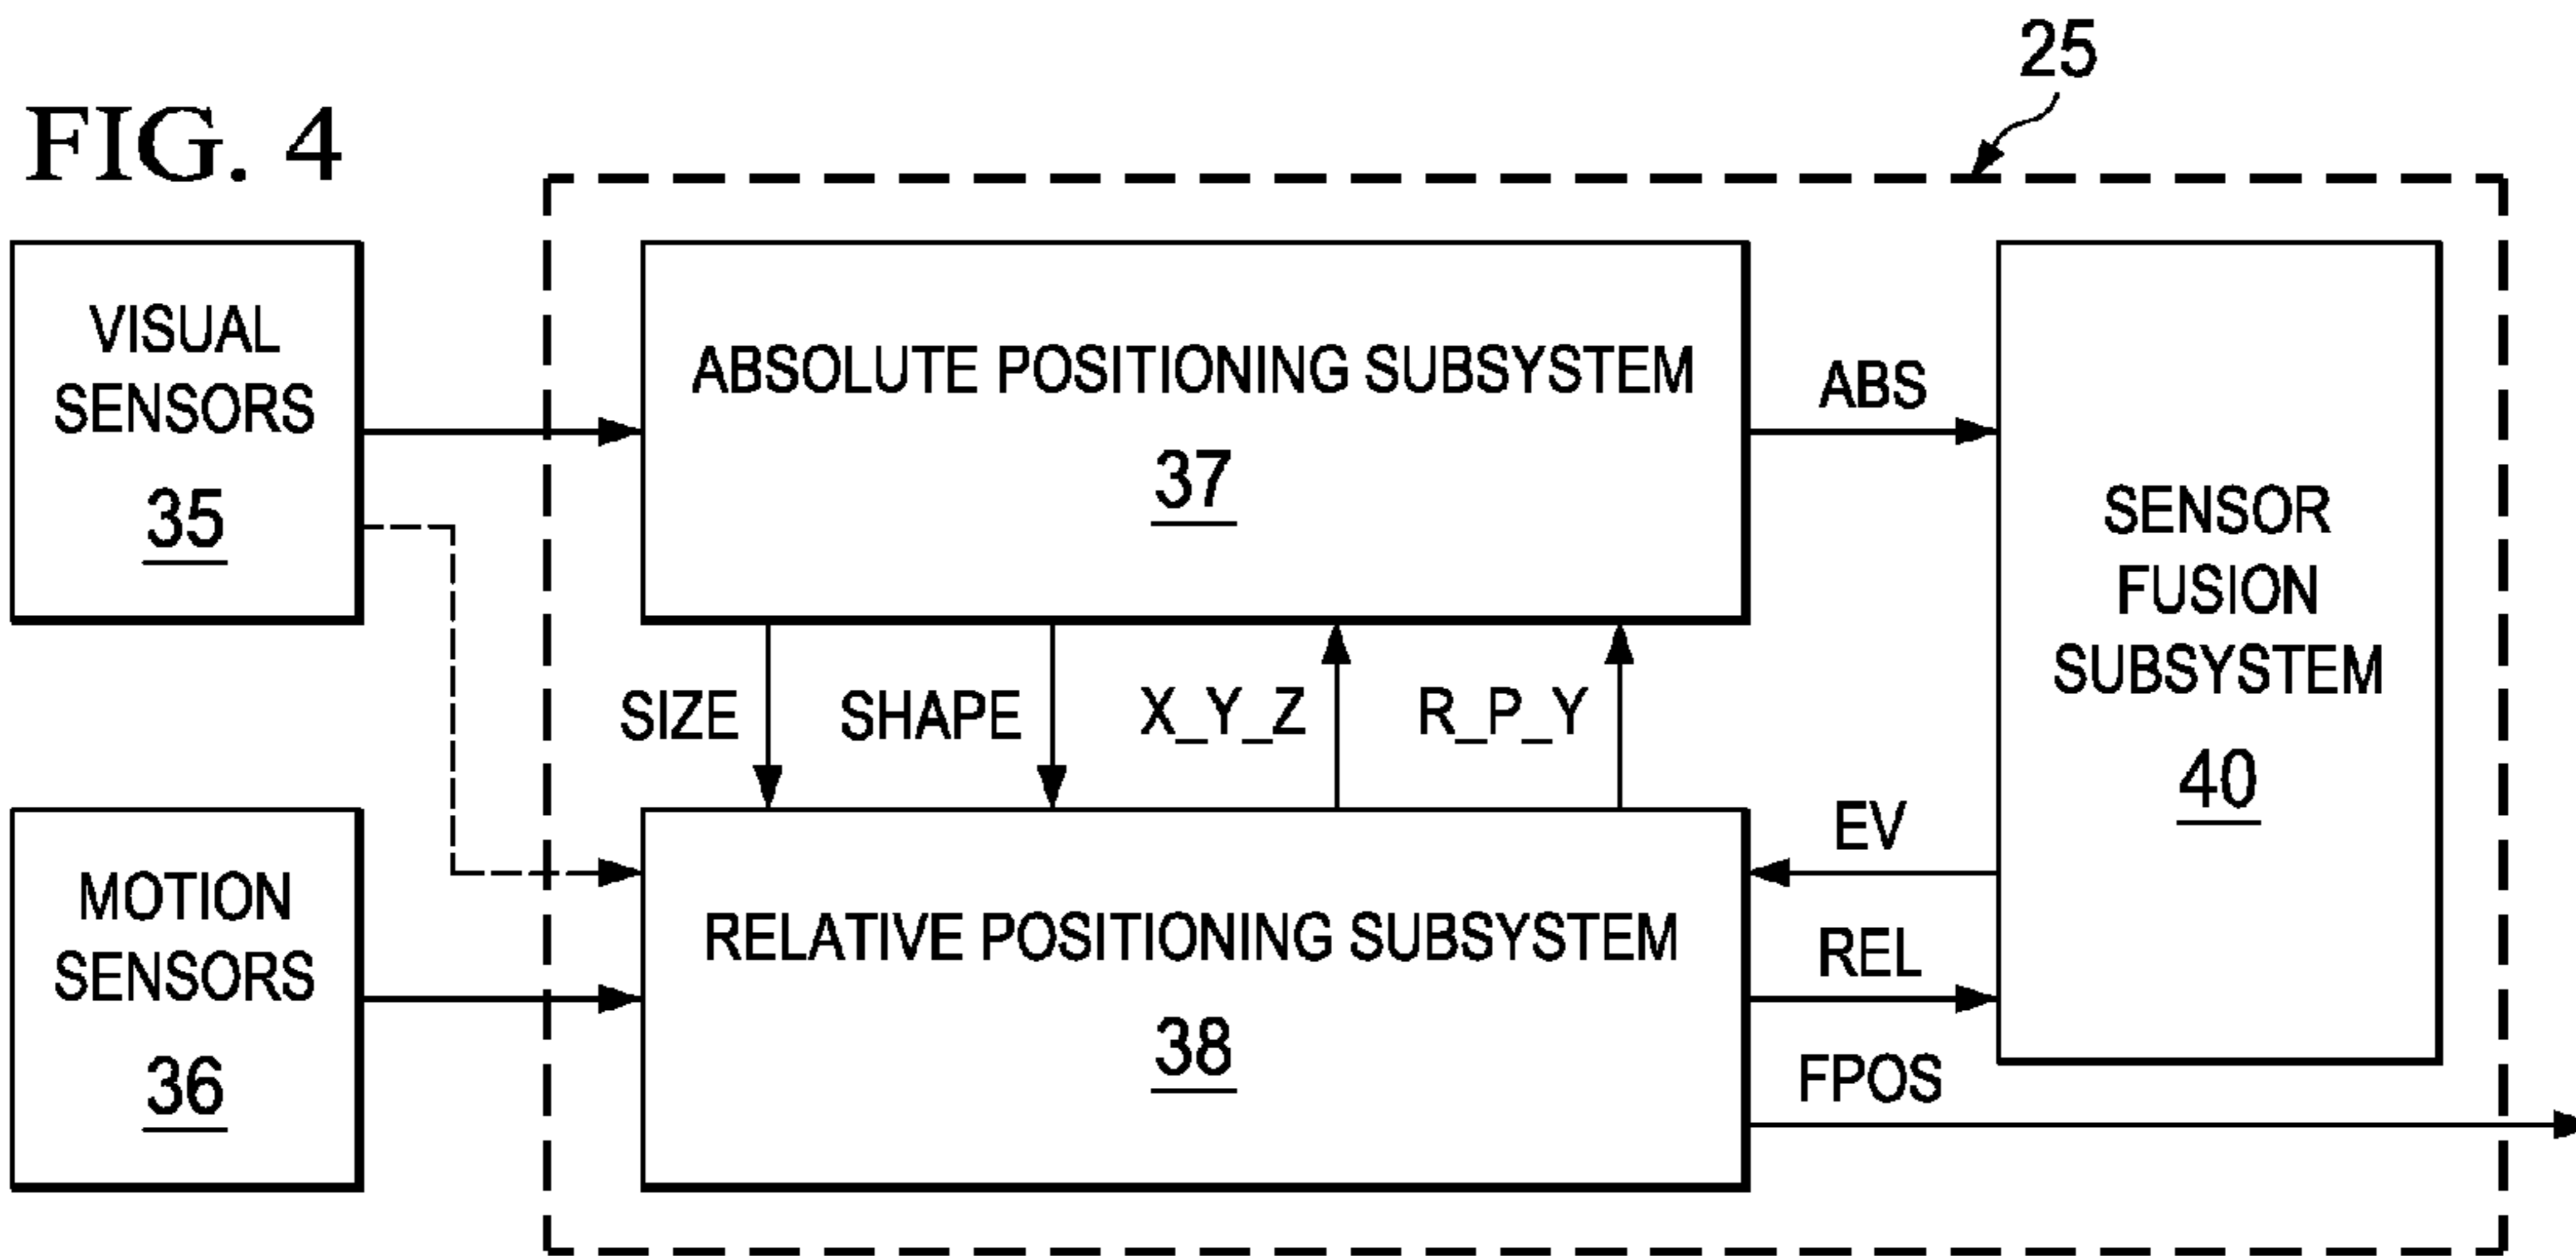 FIG. 4
25
VISUAL
SENSORS
35
ABSOLUTE POSITIONING SUBSYSTEM
37
ABS
SENSOR
FUSION
SUBSYSTEM
40
SIZE
SHAPE
X_Y_Z
R_P_Y
MOTION
SENSORS
36
RELATIVE POSITIONING SUBSYSTEM
38
EV
REL
FPOS